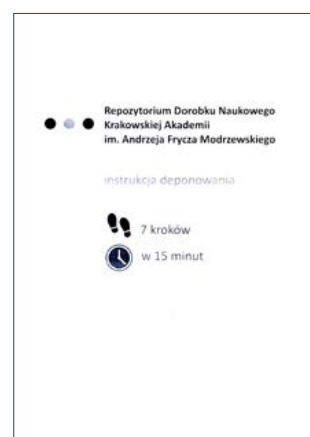 Repozytorium Dorobku Naukowego
Krakowskiej Akademii
im. Andrzeja Frycza Modrzewskiego
instrukcja deponowania
7 kroków
w 15 minut